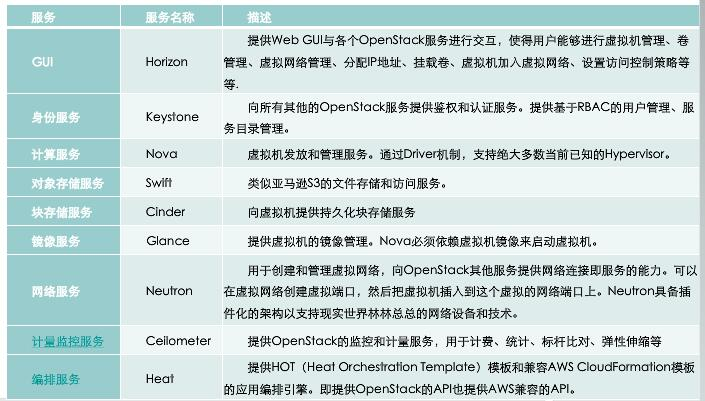 服务 服务名称 描述
GUI Horizon 提供Web GUI与各个OpenStack服务进行交互，使得用户能够进行虚拟机管理、卷
管理、虚拟网络管理、分配IP地址、挂载卷、虚拟机加入虚拟网络、设置访问控制策略等
等.
身份服务 Keystone 向所有其他的OpenStack服务提供鉴权和认证服务。提供基于RBAC的用户管理、服
务目录管理。
计算服务 Nova 虚拟机发放和管理服务。通过Driver机制，支持绝大多数当前已知的Hypervisor。
对象存储服务 Swift 类似亚马逊S3的文件存储和访问服务。
块存储服务 Cinder 向虚拟机提供持久化块存储服务
镜像服务 Glance 提供虚拟机的镜像管理。Nova必须依赖虚拟机镜像来启动虚拟机。
网络服务 Neutron 用于创建和管理虚拟网络，向OpenStack其他服务提供网络连接即服务的能力。可以
在虚拟网络创建虚拟端口，然后把虚拟机插入到这个虚拟的网络端口上。Neutron具备插
件化的架构以支持现实世界林林总总的网络设备和技术。
计量监控服务 Ceilometer 提供OpenStack的监控和计量服务，用于计费、统计、标杆比对、弹性伸缩等
编排服务 Heat 提供HOT（Heat Orchestration Template）模板和兼容AWS CloudFormation模板
的应用编排引擎。即提供OpenStack的API也提供AWS兼容的API。